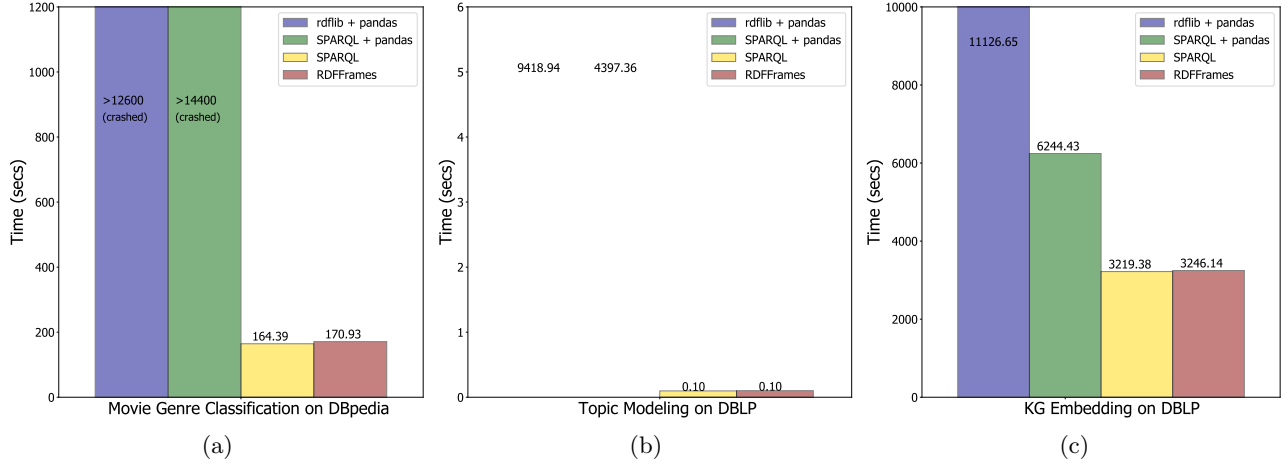 1200
1000
800
600
400
200
0
Time (secs)
rdflib + pandas
SPARQL + pandas
SPARQL
RDFFrames
>12600
(crashed)
>14400
(crashed)
164.39
170.93
Movie Genre Classification on DBpedia
(a)
6
5
4
3
2
1
0
Time (secs)
rdflib + pandas
SPARQL + pandas
SPARQL
RDFFrames
9418.94
4397.36
0.10
0.10
Topic Modeling on DBLP
(b)
10000
8000
6000
4000
2000
0
Time (secs)
rdflib + pandas
SPARQL + pandas
SPARQL
RDFFrames
11126.65
6244.43
3219.38
3246.14
KG Embedding on DBLP
(c)